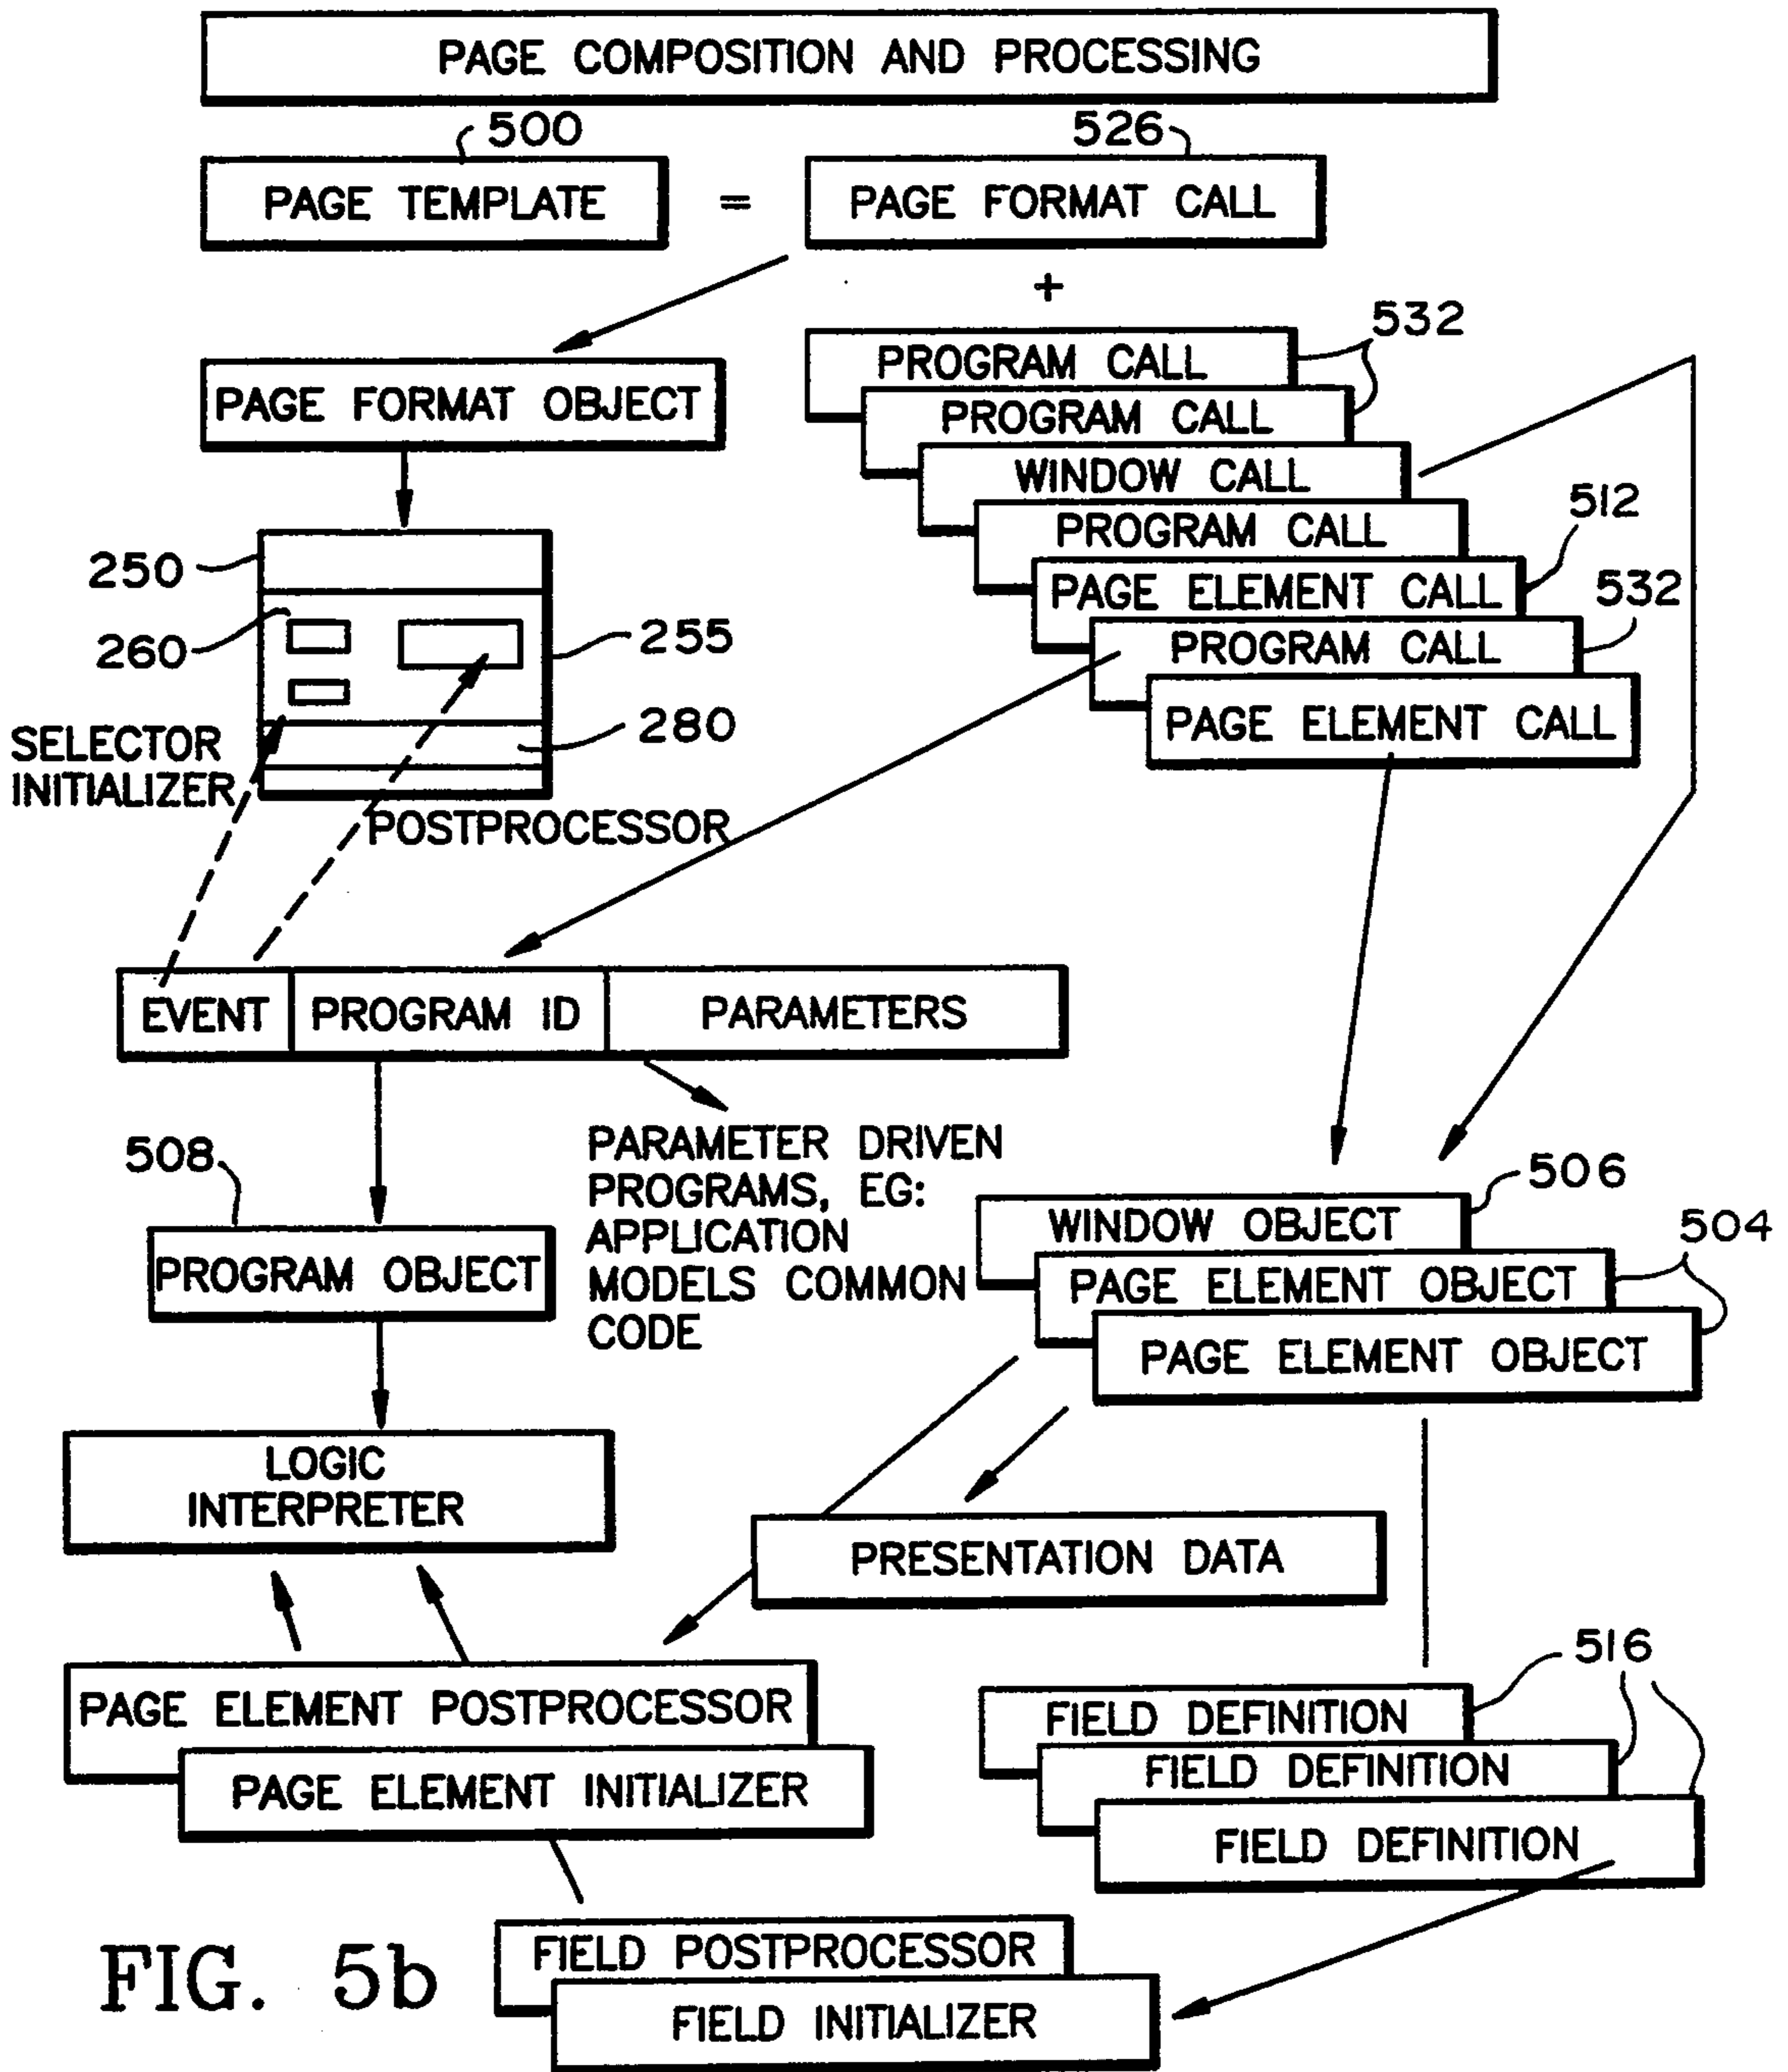 PAGE COMPOSITION AND PROCESSING
500
526
PAGE TEMPLATE
=
PAGE FORMAT CALL
+
532
PROGRAM CALL
PAGE FORMAT OBJECT
PROGRAM CALL
WINDOW CALL
512
PROGRAM CALL
250
PAGE ELEMENT CALL
532
260
255
PROGRAM CALL
280
PAGE ELEMENT CALL
SELECTOR
INITIALIZER
POSTPROCESSOR
EVENT
PROGRAM ID
PARAMETERS
508
PARAMETER DRIVEN
PROGRAMS, EG:
APPLICATION
MODELS COMMON
CODE
506
WINDOW OBJECT
504
PROGRAM OBJECT
PAGE ELEMENT OBJECT
PAGE ELEMENT OBJECT
LOGIC
INTERPRETER
PRESENTATION DATA
516
PAGE ELEMENT POSTPROCESSOR
FIELD DEFINITION
PAGE ELEMENT INITIALIZER
FIELD DEFINITION
FIELD DEFINITION
FIELD POSTPROCESSOR
FIELD INITIALIZER
FIG. 5b